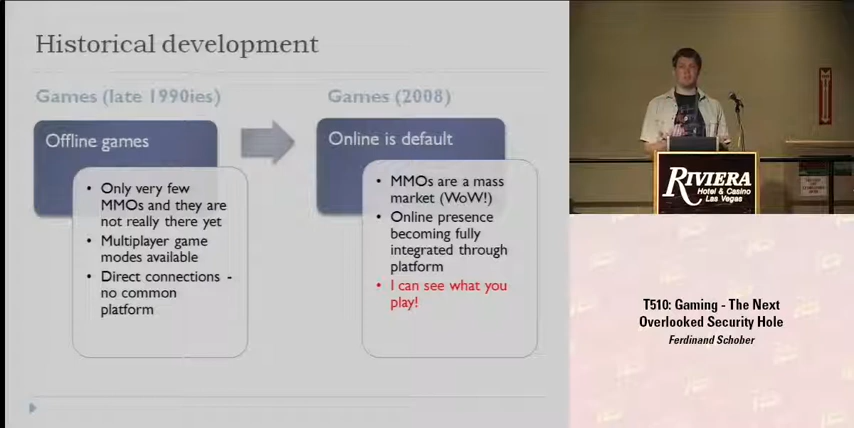 Historical development
Games (late 1990ies)
Games (2008)
Offline games
Only very few
MMOs and they are
not really there yet
Multiplayer game
modes available
Direct connections -
no common
platform
Online is default
MMOs are a mass
market (WoW!)
Online presence
becoming fully
integrated through
platform
I can see what you
play!
RIVIERA
Hotel & Casino
Las Vegas
T510: Gaming - The Next
Overlooked Security Hole
Ferdinand Schober